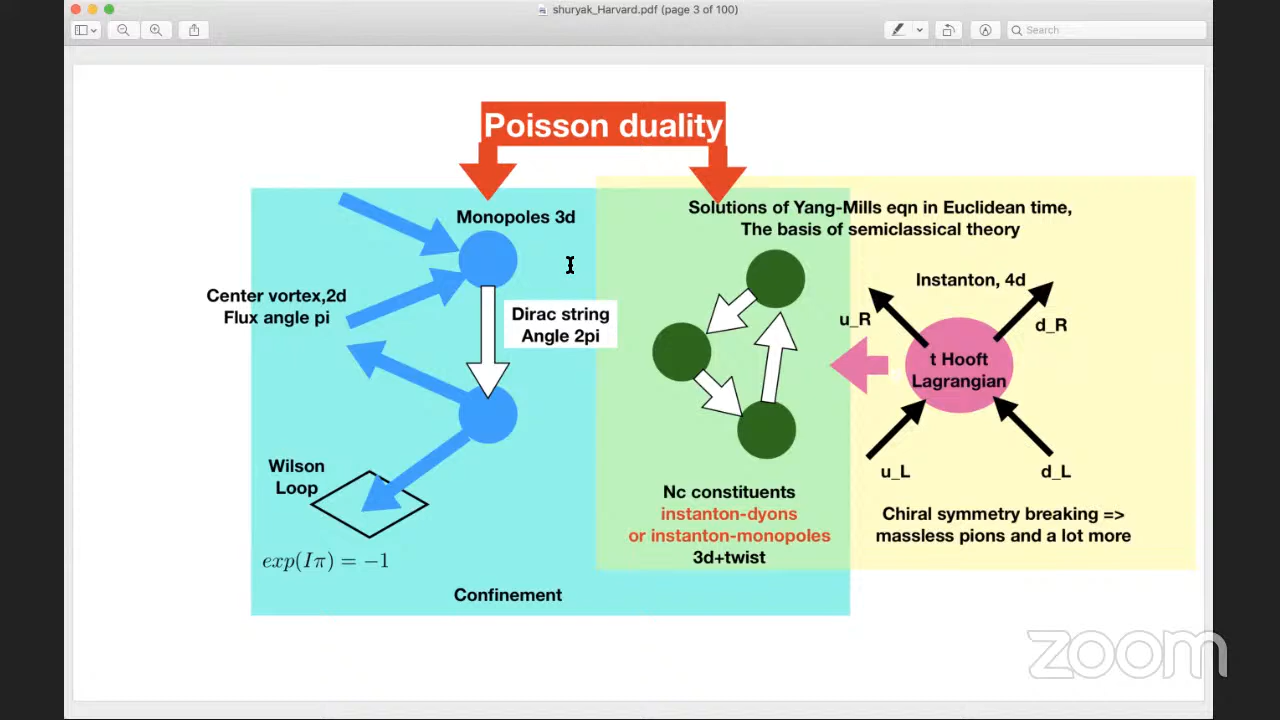 shuryak_Harvard.pdf (page 3 of 100)
Search
Poisson duality
Monopoles 3d
Solutions of Yang-Mills eqn in Euclidean time,
The basis of semiclassical theory
Center vortex,2d
Flux angle pi
Dirac string
Angle 2pi
Instanton, 4d
u_R
d_R
t Hooft
Lagrangian
u_L
d_L
Wilson
Loop
exp(Iπ) = −1
Nc constituents
instanton-dyons
or instanton-monopoles
3d+twist
Chiral symmetry breaking =>
massless pions and a lot more
Confinement
zoom